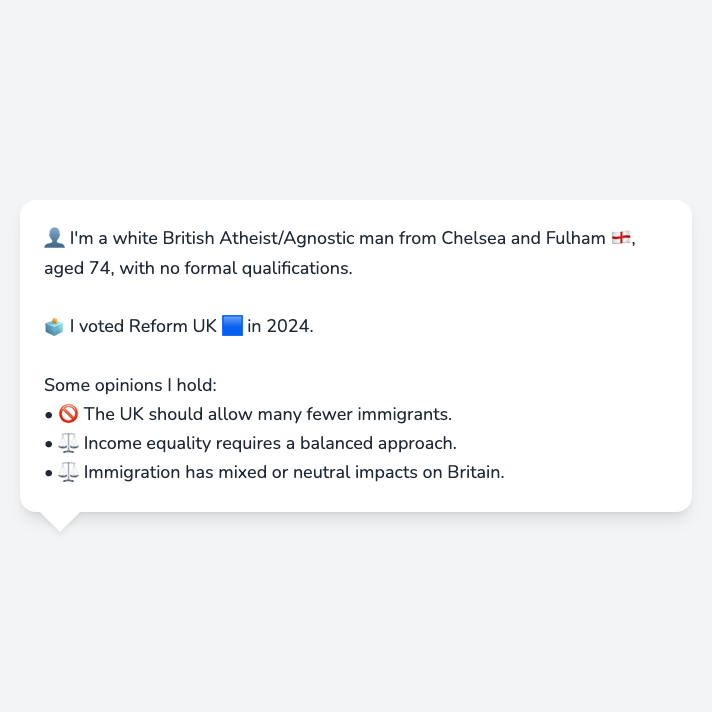 👤 I'm a white British Atheist/Agnostic man from Chelsea and Fulham 🏴󠁧󠁢󠁥󠁮󠁧󠁿,
aged 74, with no formal qualifications.
🗳️ I voted Reform UK 🟦 in 2024.
Some opinions I hold:
• 🚫 The UK should allow many fewer immigrants.
• ⚖️ Income equality requires a balanced approach.
• ⚖️ Immigration has mixed or neutral impacts on Britain.